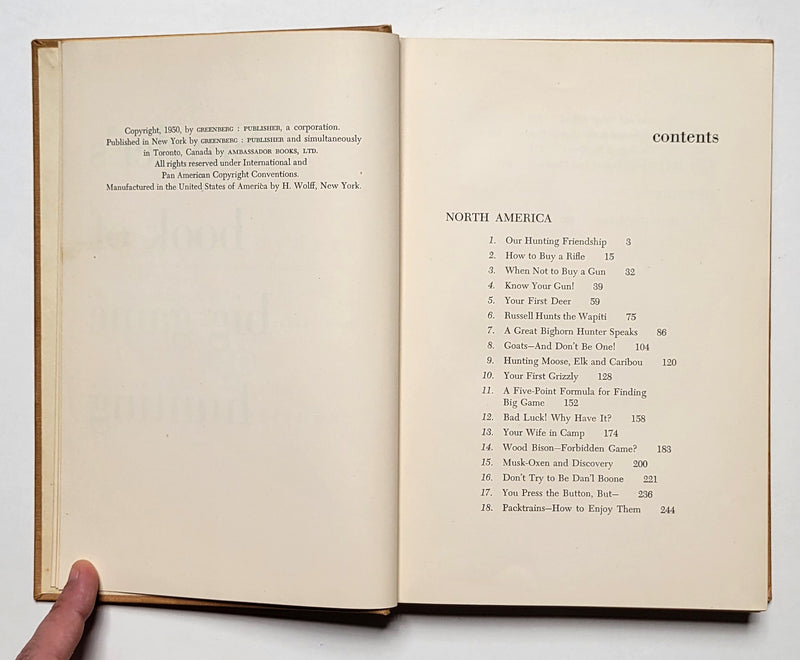 Copyright, 1950, by GREENBERG : PUBLISHER, a corporation.
Published in New York by GREENBERG : PUBLISHER and simultaneously
in Toronto, Canada by AMBASSADOR BOOKS, LTD.
All rights reserved under International and
Pan American Copyright Conventions.
Manufactured in the United States of America by H. Wolff, New York.
contents
NORTH AMERICA
1. Our Hunting Friendship 3
2. How to Buy a Rifle 15
3. When Not to Buy a Gun 32
4. Know Your Gun! 39
5. Your First Deer 59
6. Russell Hunts the Wapiti 75
7. A Great Bighorn Hunter Speaks 86
8. Goats—And Don't Be One! 104
9. Hunting Moose, Elk and Caribou 120
10. Your First Grizzly 128
11. A Five-Point Formula for Finding
Big Game 152
12. Bad Luck! Why Have It? 158
13. Your Wife in Camp 174
14. Wood Bison—Forbidden Game? 183
15. Musk-Oxen and Discovery 200
16. Don't Try to Be Dan'l Boone 221
17. You Press the Button, But— 236
18. Packtrains—How to Enjoy Them 244